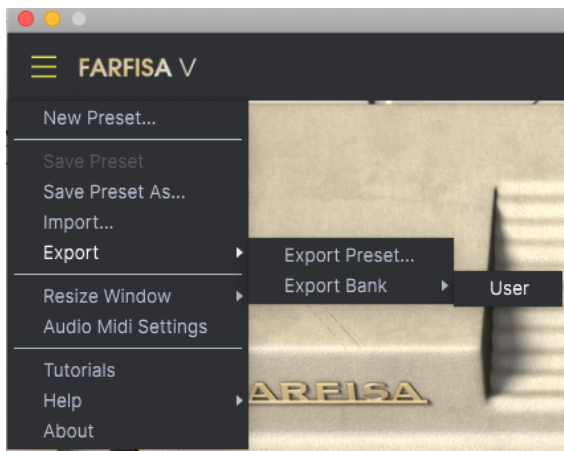 FARFISA V
New Preset...
Save Preset
Save Preset As...
Import...
Export
Export Preset...
Export Bank
User
Resize Window
Audio Midi Settings
Tutorials
Help
About
FARFISA